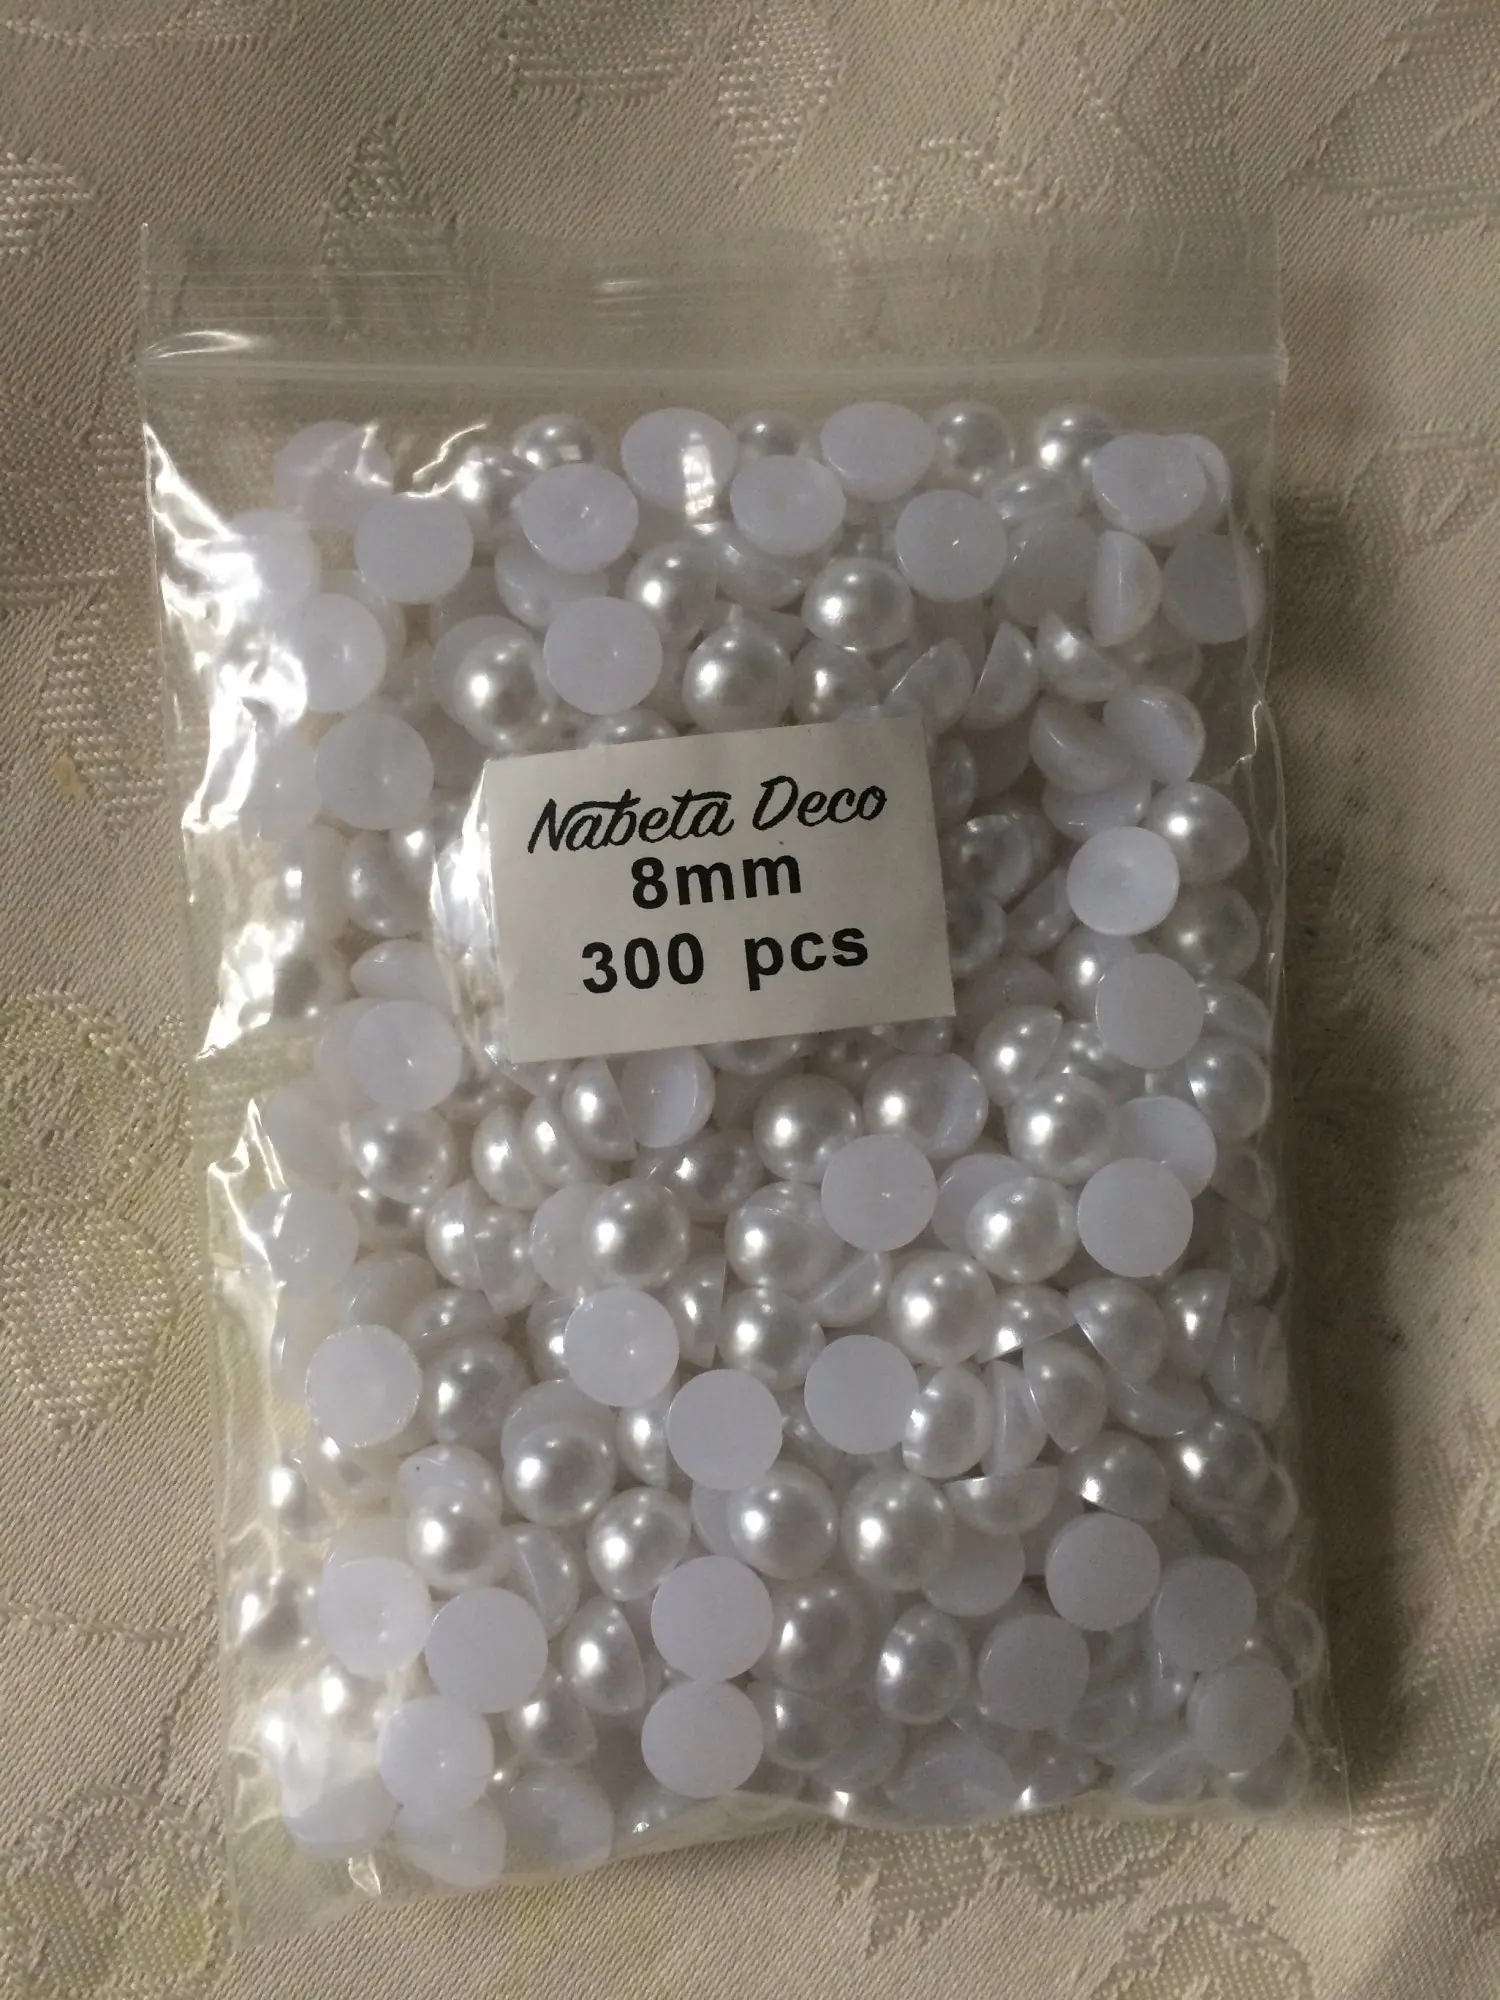 Nabeta Deco
8mm
300 pcs